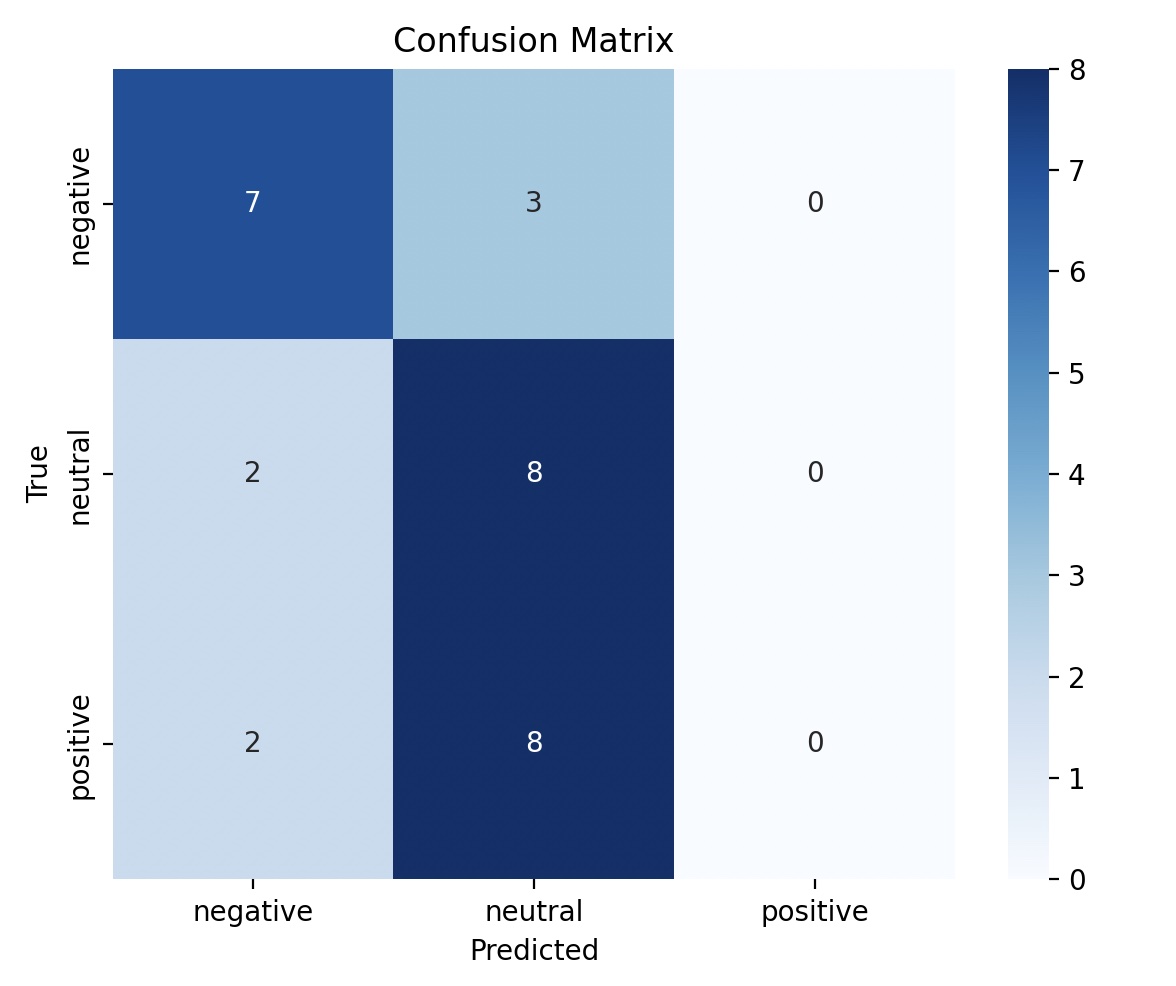 Confusion Matrix
negative
7 3 0
True
neutral
2 8 0
positive
2 8 0
negative neutral positive
Predicted
8
7
6
5
4
3
2
1
0